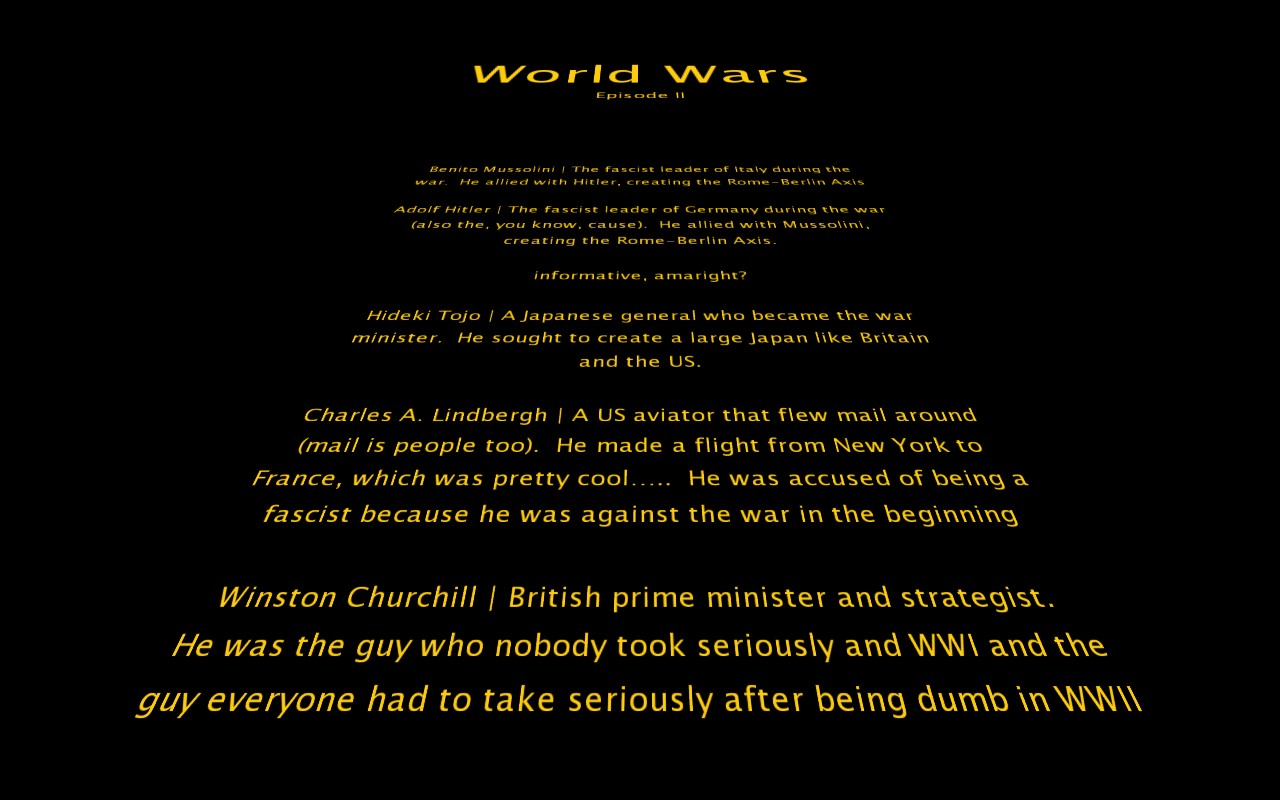 World Wars
Episode II
Benito Mussolini | The fascist leader of Italy during the
war.  He allied with Hitler, creating the Rome-Berlin Axis
Adolf Hitler | The fascist leader of Germany during the war
(also the, you know, cause).  He allied with Mussolini,
creating the Rome-Berlin Axis.
informative, amaright?
Hideki Tojo | A Japanese general who became the war
minister.  He sought to create a large Japan like Britain
and the US.
Charles A. Lindbergh | A US aviator that flew mail around
(mail is people too).  He made a flight from New York to
France, which was pretty cool.....  He was accused of being a
fascist because he was against the war in the beginning
Winston Churchill | British prime minister and strategist.
He was the guy who nobody took seriously and WWI and the
guy everyone had to take seriously after being dumb in WWII